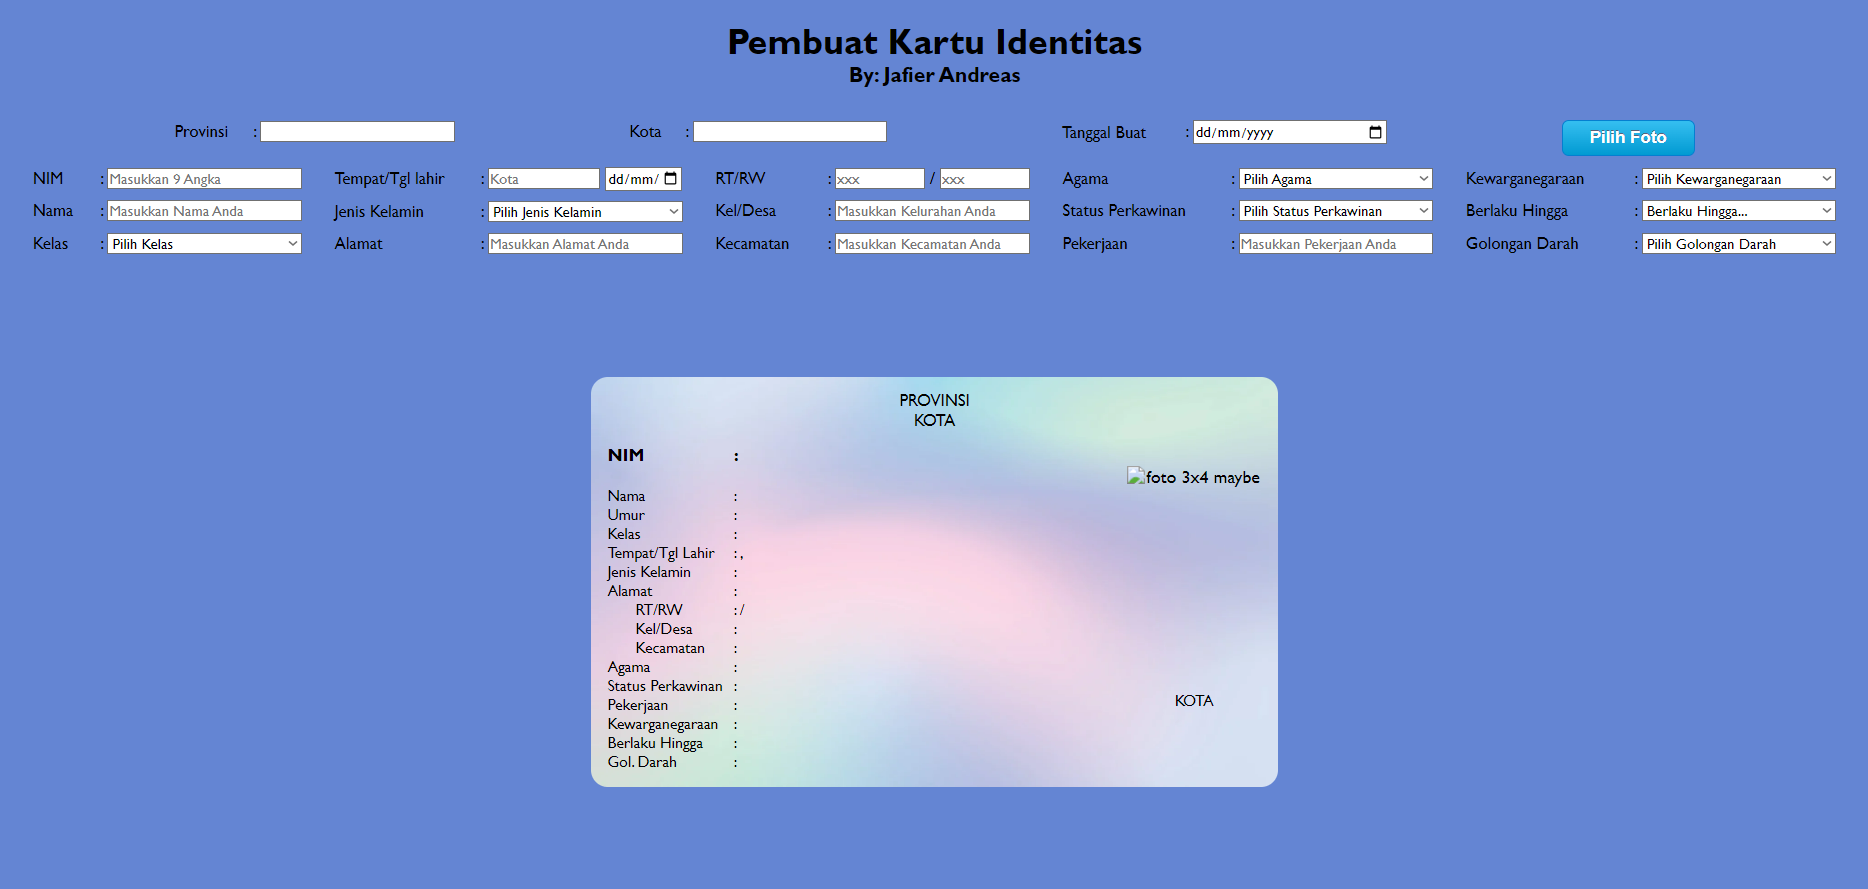 Pembuat Kartu Identitas
By: Jafier Andreas
Provinsi : Kota : Tanggal Buat : dd/mm/yyyy Pilih Foto
NIM : Masukkan 9 Angka Tempat/Tgl lahir : Kota dd/mm/ RT/RW : xxx / xxx Agama : Pilih Agama Kewarganegaraan : Pilih Kewarganegaraan
Nama : Masukkan Nama Anda Jenis Kelamin : Pilih Jenis Kelamin Kel/Desa : Masukkan Kelurahan Anda Status Perkawinan : Pilih Status Perkawinan Berlaku Hingga : Berlaku Hingga...
Kelas : Pilih Kelas Alamat : Masukkan Alamat Anda Kecamatan : Masukkan Kecamatan Anda Pekerjaan : Masukkan Pekerjaan Anda Golongan Darah : Pilih Golongan Darah
PROVINSI
KOTA
NIM :
foto 3x4 maybe
Nama :
Umur :
Kelas :
Tempat/Tgl Lahir : ,
Jenis Kelamin :
Alamat :
RT/RW : /
Kel/Desa :
Kecamatan :
Agama :
Status Perkawinan :
KOTA
Pekerjaan :
Kewarganegaraan :
Berlaku Hingga :
Gol. Darah :